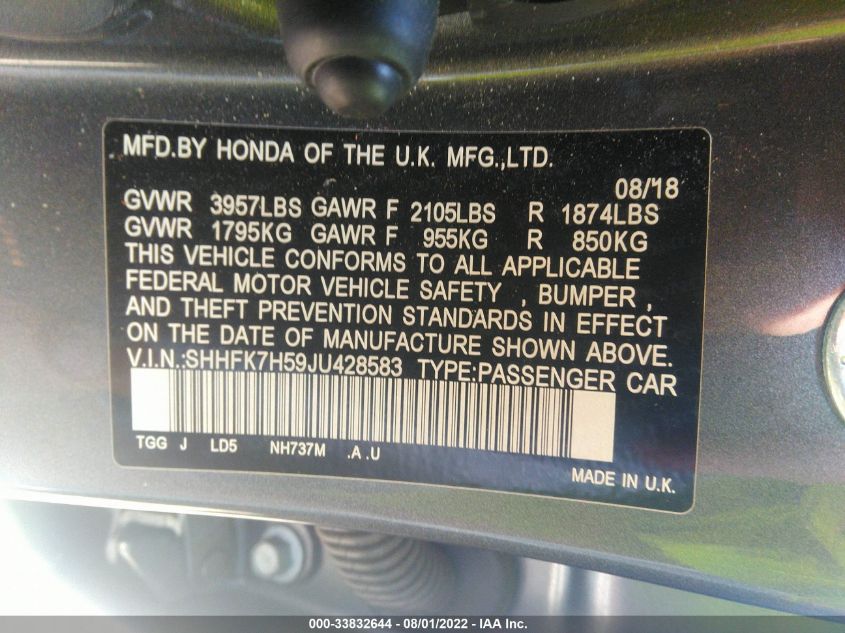 MFD.BY HONDA OF THE U.K. MFG.,LTD.
08/18
GVWR 3957LBS GAWR F 2105LBS R 1874LBS
GVWR 1795KG GAWR F 955KG R 850KG
THIS VEHICLE CONFORMS TO ALL APPLICABLE
FEDERAL MOTOR VEHICLE SAFETY , BUMPER ,
AND THEFT PREVENTION STANDARDS IN EFFECT
ON THE DATE OF MANUFACTURE SHOWN ABOVE.
V.I.N.:SHHFK7H59JU428583 TYPE:PASSENGER CAR
TGG J LD5 NH737M .A .U
MADE IN U.K.
000-33832644 - 08/01/2022 - IAA Inc.